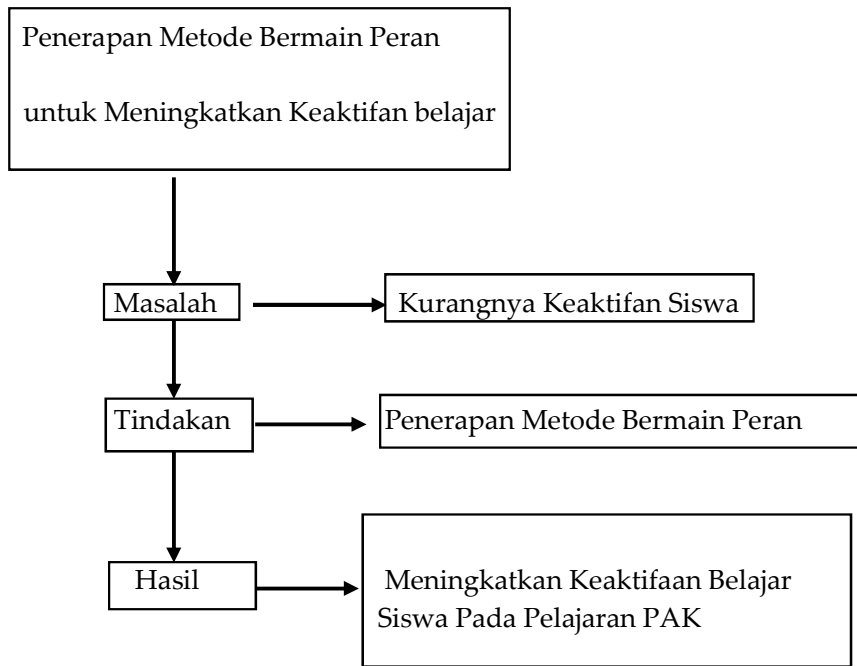 Penerapan Metode Bermain Peran
untuk Meningkatkan Keaktifan belajar
Masalah
Kurangnya Keaktifan Siswa
Tindakan
Penerapan Metode Bermain Peran
Hasil
Meningkatkan Keaktifaan Belajar
Siswa Pada Pelajaran PAK